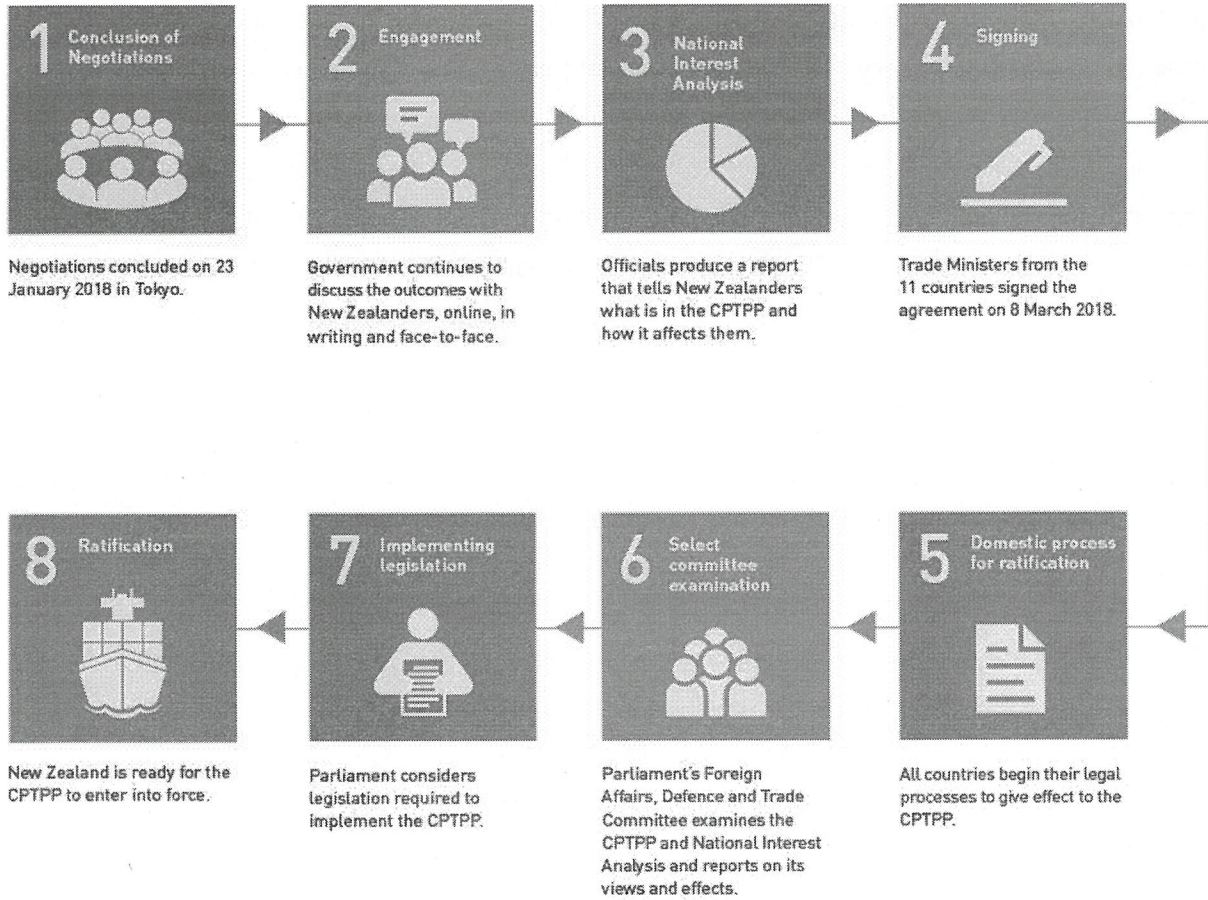 1 Conclusion of
Negotiations
Negotiations concluded on 23
January 2018 in Tokyo.
2 Engagement
Government continues to
discuss the outcomes with
New Zealanders, online, in
writing and face-to-face.
3 National
Interest
Analysis
Officials produce a report
that tells New Zealanders
what is in the CPTPP and
how it affects them.
4 Signing
Trade Ministers from the
11 countries signed the
agreement on 8 March 2018.
5 Domestic process
for ratification
All countries begin their legal
processes to give effect to the
CPTPP.
6 Select
committee
examination
Parliament's Foreign
Affairs, Defence and Trade
Committee examines the
CPTPP and National Interest
Analysis and reports on its
views and effects.
7 Implementing
legislation
Parliament considers
legislation required to
implement the CPTPP.
8 Ratification
New Zealand is ready for the
CPTPP to enter into force.